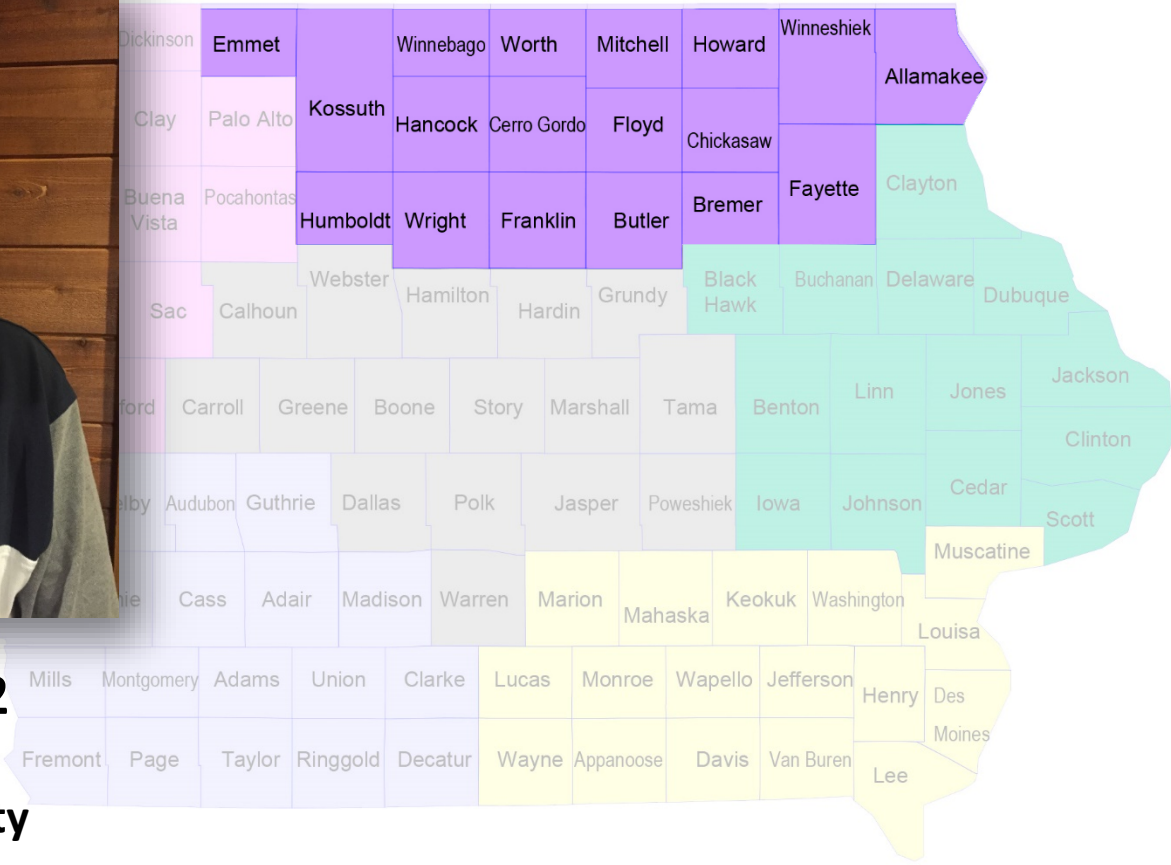 Dickinson
Emmet
Winnebago
Worth
Mitchell
Howard
Winneshiek
Allamakee
Clay
Palo Alto
Kossuth
Hancock
Cerro Gordo
Floyd
Chickasaw
Fayette
Clayton
Buena
Vista
Pocahontas
Humboldt
Wright
Franklin
Butler
Bremer
Sac
Calhoun
Webster
Hamilton
Hardin
Grundy
Black
Hawk
Buchanan
Delaware
Dubuque
ford
Carroll
Greene
Boone
Story
Marshall
Tama
Benton
Linn
Jones
Jackson
Clinton
elby
Audubon
Guthrie
Dallas
Polk
Jasper
Poweshiek
Iowa
Johnson
Cedar
Scott
Muscatine
nie
Cass
Adair
Madison
Warren
Marion
Mahaska
Keokuk
Washington
Louisa
Mills
Montgomery
Adams
Union
Clarke
Lucas
Monroe
Wapello
Jefferson
Henry
Des
Moines
2
Fremont
Page
Taylor
Ringgold
Decatur
Wayne
Appanoose
Davis
Van Buren
Lee
ty